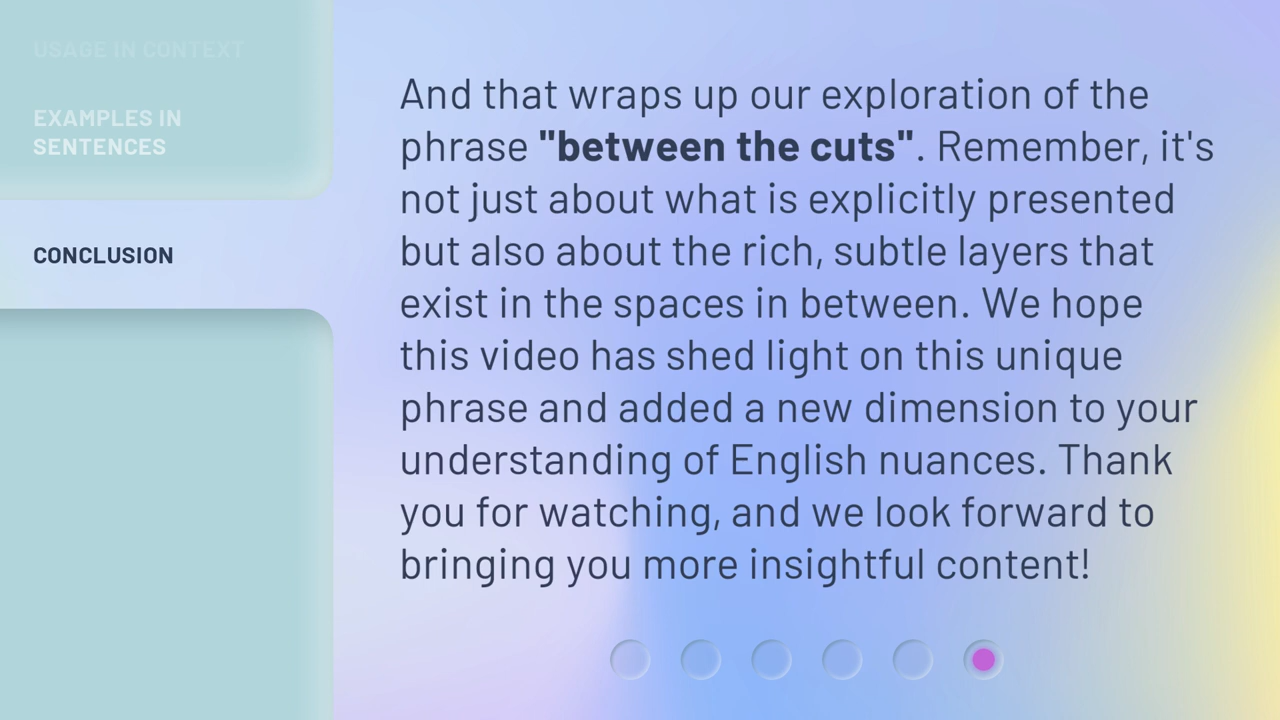 USAGE IN CONTEXT
EXAMPLES IN
SENTENCES
CONCLUSION
And that wraps up our exploration of the
phrase "between the cuts". Remember, it's
not just about what is explicitly presented
but also about the rich, subtle layers that
exist in the spaces in between. We hope
this video has shed light on this unique
phrase and added a new dimension to your
understanding of English nuances. Thank
you for watching, and we look forward to
bringing you more insightful content!